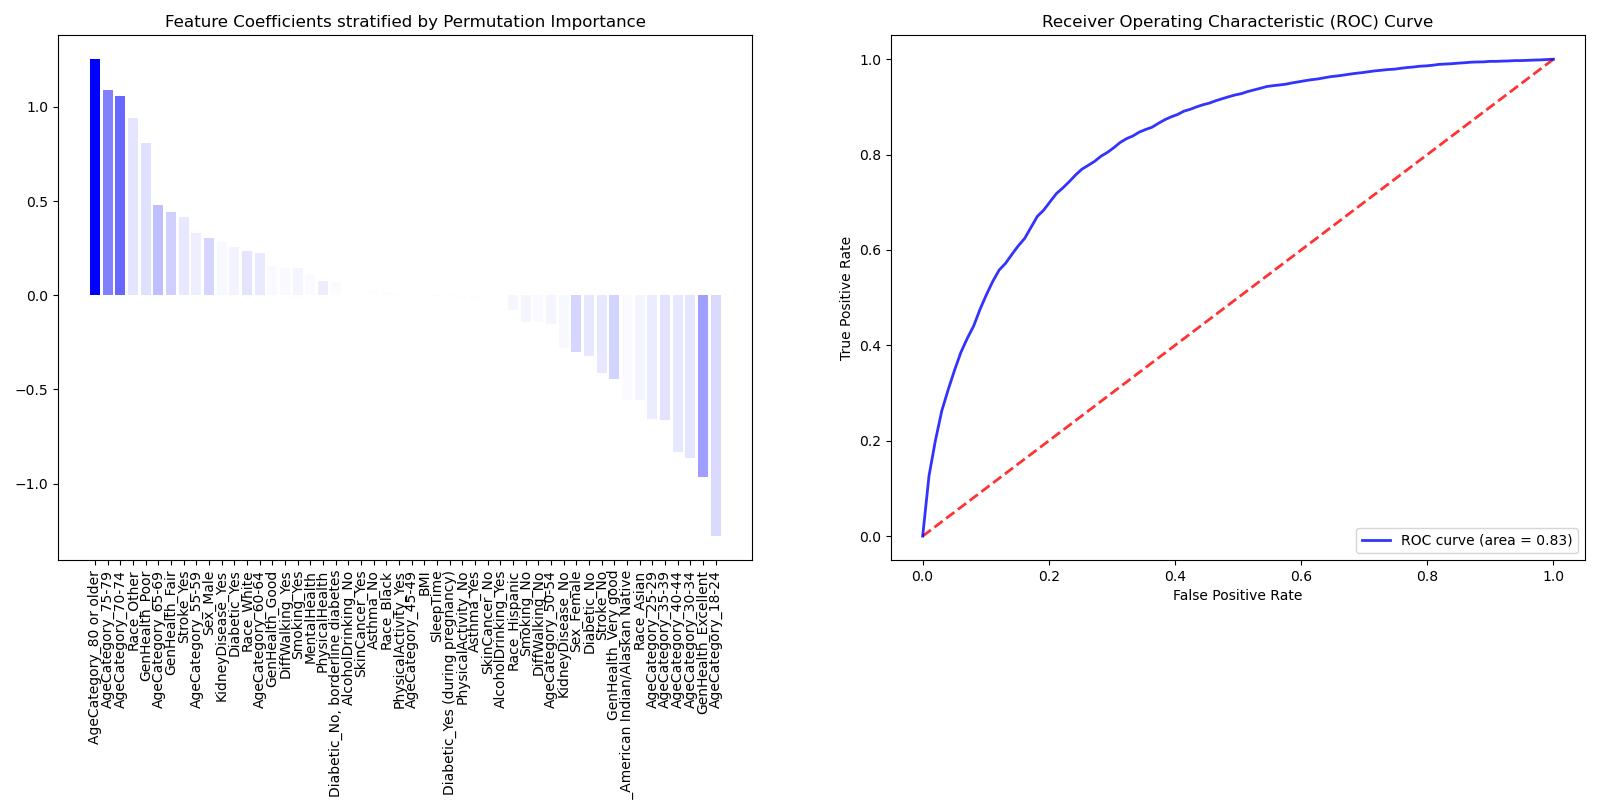 Feature Coefficients stratified by Permutation Importance
1.0
0.5
0.0
−0.5
−1.0
AgeCategory_80 or older
AgeCategory_75-79
AgeCategory_70-74
Race_Other
GenHealth_Poor
AgeCategory_65-69
GenHealth_Fair
Stroke_Yes
AgeCategory_55-59
Sex_Male
KidneyDisease_Yes
Diabetic_Yes
Race_White
AgeCategory_60-64
GenHealth_Good
DiffWalking_Yes
Smoking_Yes
MentalHealth
PhysicalHealth
Diabetic_No, borderline diabetes
AlcoholDrinking_No
SkinCancer_Yes
Asthma_No
Race_Black
PhysicalActivity_Yes
AgeCategory_45-49
BMI
SleepTime
Diabetic_Yes (during pregnancy)
PhysicalActivity_No
Asthma_Yes
SkinCancer_No
AlcoholDrinking_Yes
Race_Hispanic
Smoking_No
DiffWalking_No
AgeCategory_50-54
KidneyDisease_No
Sex_Female
Diabetic_No
Stroke_No
GenHealth_Very good
_American Indian/Alaskan Native
Race_Asian
AgeCategory_25-29
AgeCategory_35-39
AgeCategory_40-44
AgeCategory_30-34
GenHealth_Excellent
AgeCategory_18-24
Receiver Operating Characteristic (ROC) Curve
True Positive Rate
1.0
0.8
0.6
0.4
0.2
0.0
ROC curve (area = 0.83)
0.0 0.2 0.4 0.6 0.8 1.0
False Positive Rate